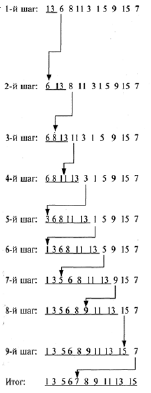 1-й шаг: 13 6 8 11 3 1 5 9 15 7
2-й шаг: 6 13 8 11 3 1 5 9 15 7
3-й шаг: 6 8 13 11 3 1 5 9 15 7
4-й шаг: 6 8 11 13 3 1 5 9 15 7
5-й шаг: 3 6 8 11 13 1 5 9 15 7
6-й шаг: 1 3 6 8 11 13 5 9 15 7
7-й шаг: 1 3 5 6 8 11 13 9 15 7
8-й шаг: 1 3 5 6 8 9 11 13 15 7
9-й шаг: 1 3 5 6 8 9 11 13 15 7
Итог: 1 3 5 6 7 8 9 11 13 15